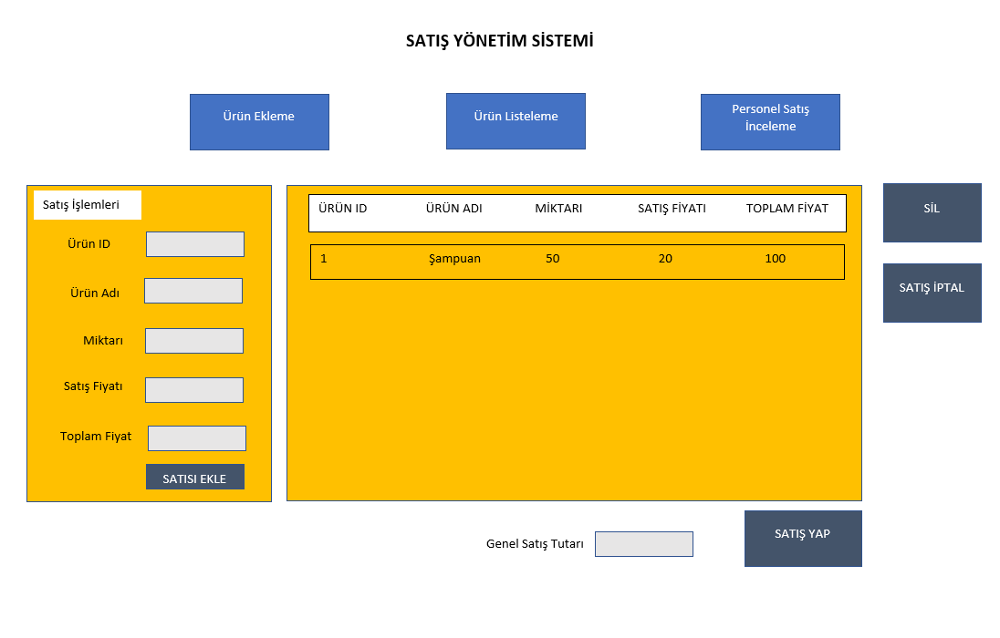 SATIŞ YÖNETİM SİSTEMİ
Ürün Ekleme
Ürün Listeleme
Personel Satış
İnceleme
Satış İşlemleri
Ürün ID
Ürün Adı
Miktarı
Satış Fiyatı
Toplam Fiyat
SATISI EKLE
ÜRÜN ID ÜRÜN ADI MİKTARI SATIŞ FİYATI TOPLAM FİYAT
1 Şampuan 50 20 100
SİL
SATIŞ İPTAL
Genel Satış Tutarı
SATIŞ YAP